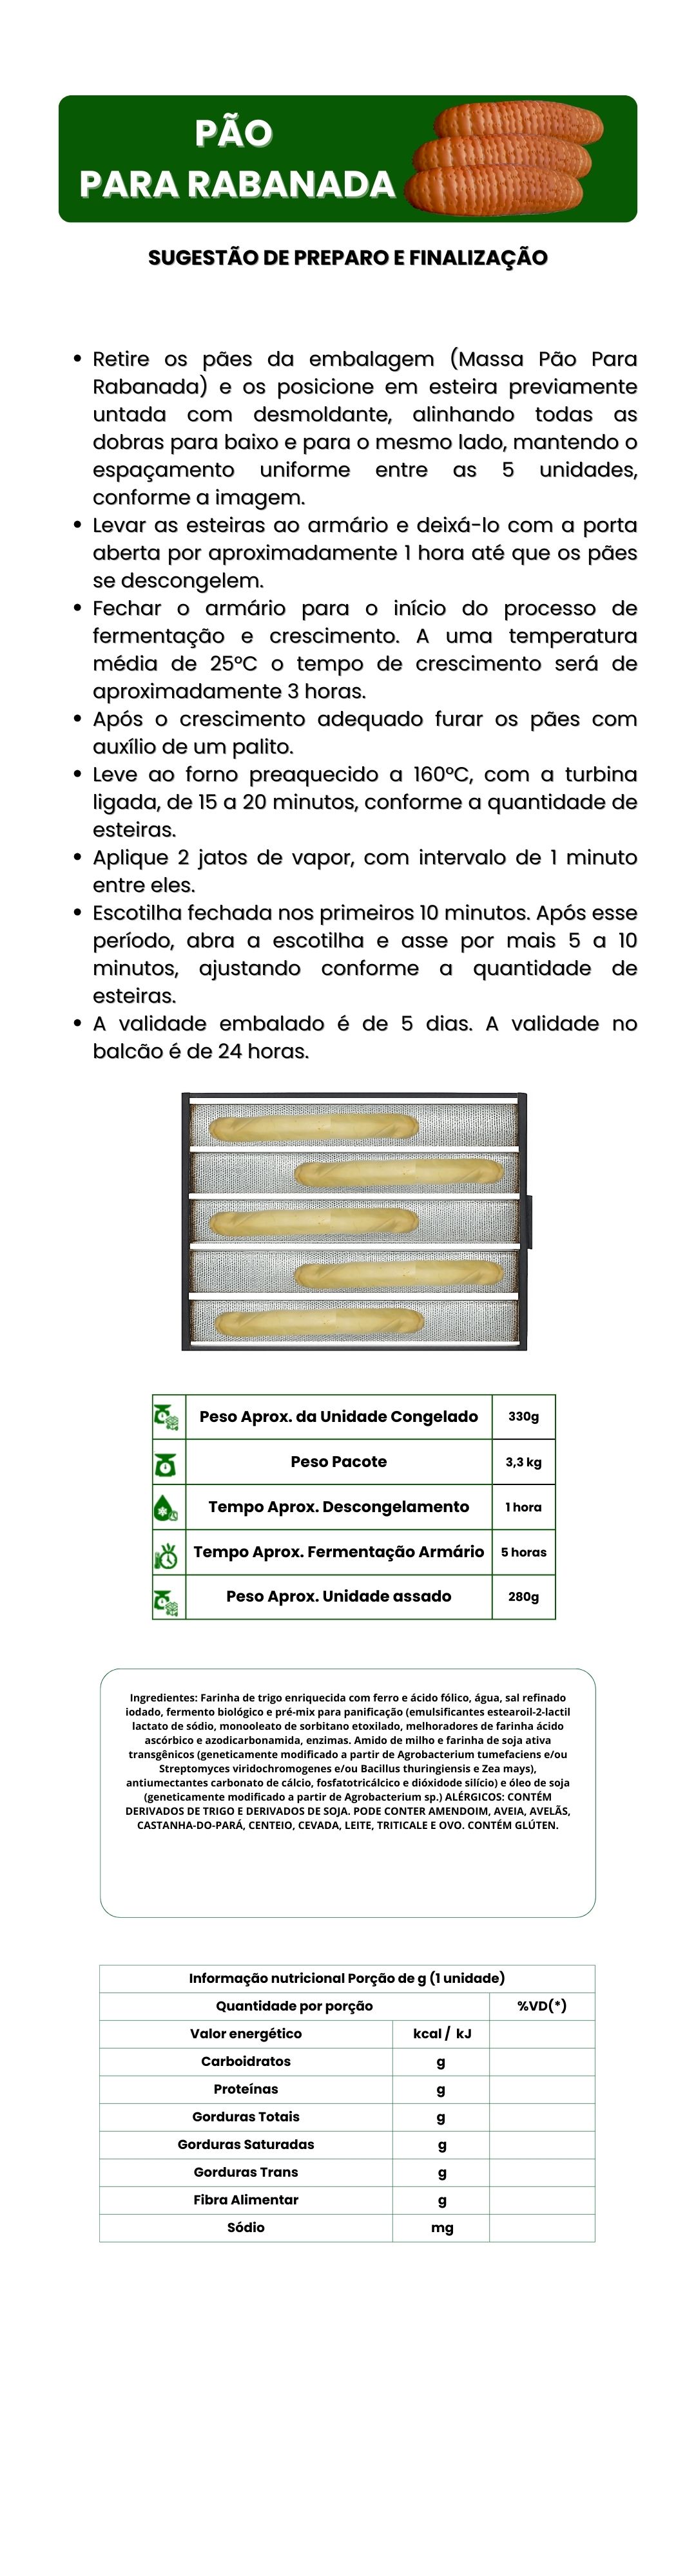 PÃO
PARA RABANADA
SUGESTÃO DE PREPARO E FINALIZAÇÃO
• Retire os pães da embalagem (Massa Pão Para
Rabanada) e os posicione em esteira previamente
untada com desmoldante, alinhando todas as
dobras para baixo e para o mesmo lado, mantendo o
espaçamento uniforme entre as 5 unidades,
conforme a imagem.
• Levar as esteiras ao armário e deixá-lo com a porta
aberta por aproximadamente 1 hora até que os pães
se descongelem.
• Fechar o armário para o início do processo de
fermentação e crescimento. A uma temperatura
média de 25ºC o tempo de crescimento será de
aproximadamente 3 horas.
• Após o crescimento adequado furar os pães com
auxílio de um palito.
• Leve ao forno preaquecido a 160ºC, com a turbina
ligada, de 15 a 20 minutos, conforme a quantidade de
esteiras.
• Aplique 2 jatos de vapor, com intervalo de 1 minuto
entre eles.
• Escotilha fechada nos primeiros 10 minutos. Após esse
período, abra a escotilha e asse por mais 5 a 10
minutos, ajustando conforme a quantidade de
esteiras.
• A validade embalado é de 5 dias. A validade no
balcão é de 24 horas.
Peso Aprox. da Unidade Congelado 330g
Peso Pacote 3,3 kg
Tempo Aprox. Descongelamento 1 hora
Tempo Aprox. Fermentação Armário 5 horas
Peso Aprox. Unidade assado 280g
Ingredientes: Farinha de trigo enriquecida com ferro e ácido fólico, água, sal refinado
iodado, fermento biológico e pré-mix para panificação (emulsificantes estearoil-2-lactil
lactato de sódio, monooleato de sorbitano etoxilado, melhoradores de farinha ácido
ascórbico e azodicarbonamida, enzimas. Amido de milho e farinha de soja ativa
transgênicos (geneticamente modificado a partir de Agrobacterium tumefaciens e/ou
Streptomyces viridochromogenes e/ou Bacillus thuringiensis e Zea mays),
antiumectantes carbonato de cálcio, fosfatotricálcico e dióxidode silício) e óleo de soja
(geneticamente modificado a partir de Agrobacterium sp.) ALÉRGICOS: CONTÉM
DERIVADOS DE TRIGO E DERIVADOS DE SOJA. PODE CONTER AMENDOIM, AVEIA, AVELÃS,
CASTANHA-DO-PARÁ, CENTEIO, CEVADA, LEITE, TRITICALE E OVO. CONTÉM GLÚTEN.
Informação nutricional Porção de g (1 unidade)
Quantidade por porção %VD(*)
Valor energético kcal / kJ
Carboidratos g
Proteínas g
Gorduras Totais g
Gorduras Saturadas g
Gorduras Trans g
Fibra Alimentar g
Sódio mg